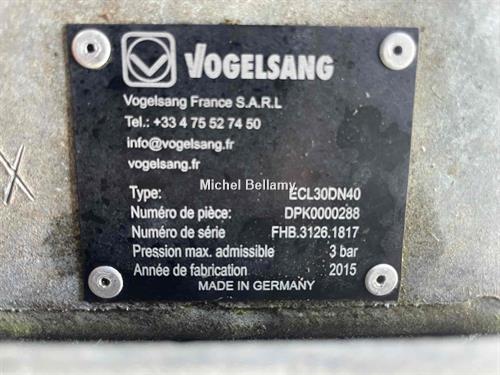 VOGELSANG
Vogelsang France S.A.R.L
Tel.: +33 4 75 52 74 50
info@vogelsang.fr
vogelsang.fr
Michel Bellamy
Type: ECL30DN40
Numéro de pièce: DPK0000288
Numéro de série FHB.3126.1817
Pression max. admissible 3 bar
Année de fabrication 2015
MADE IN GERMANY
X